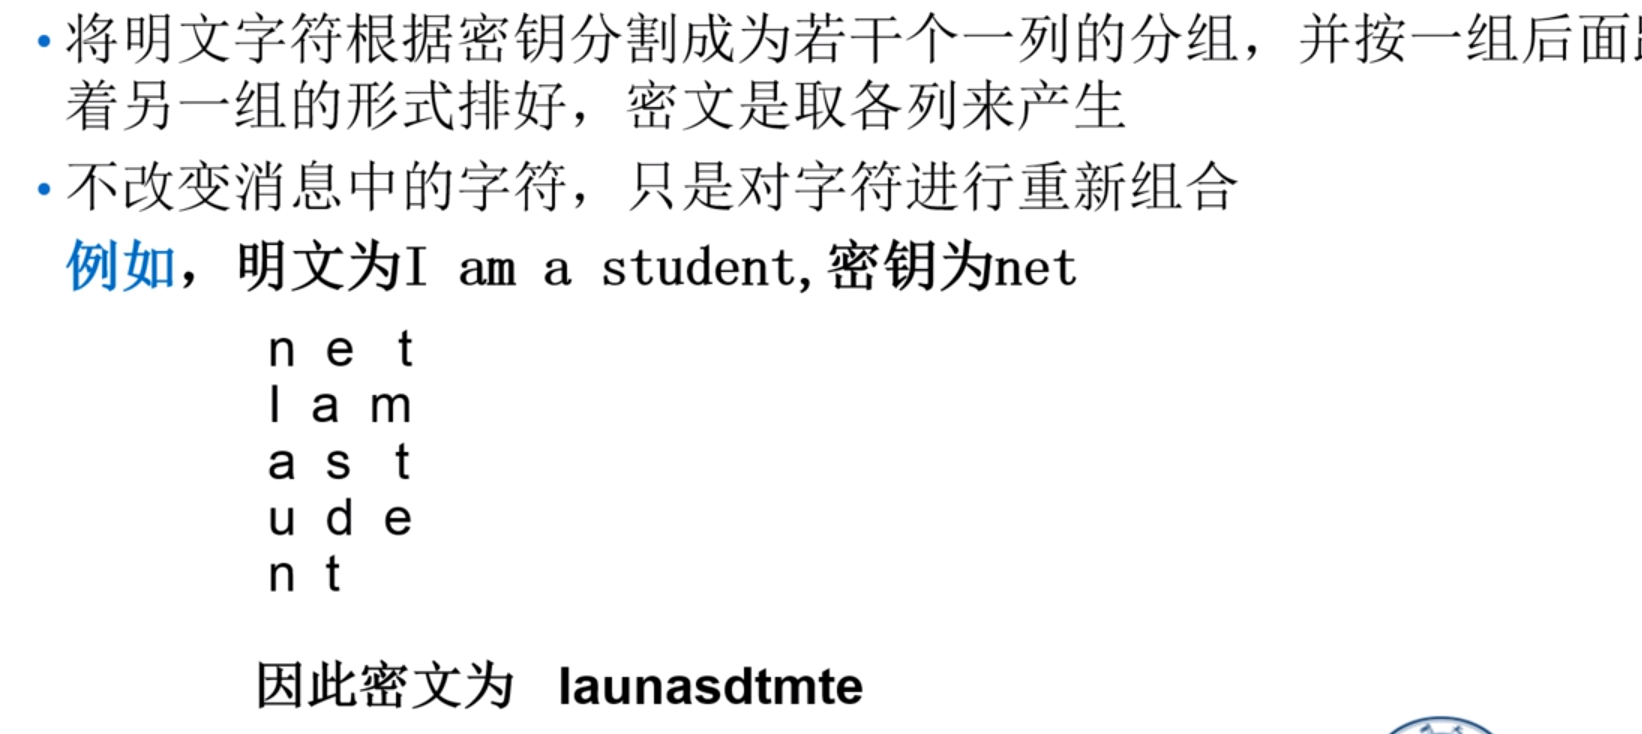 • 将明文字符根据密钥分割成为若干个一列的分组，并按一组后面
着另一组的形式排好，密文是取各列来产生
• 不改变消息中的字符，只是对字符进行重新组合
例如，明文为I am a student,密钥为net
n e t
I a m
a s t
u d e
n t
因此密文为 Iaunasdtmte